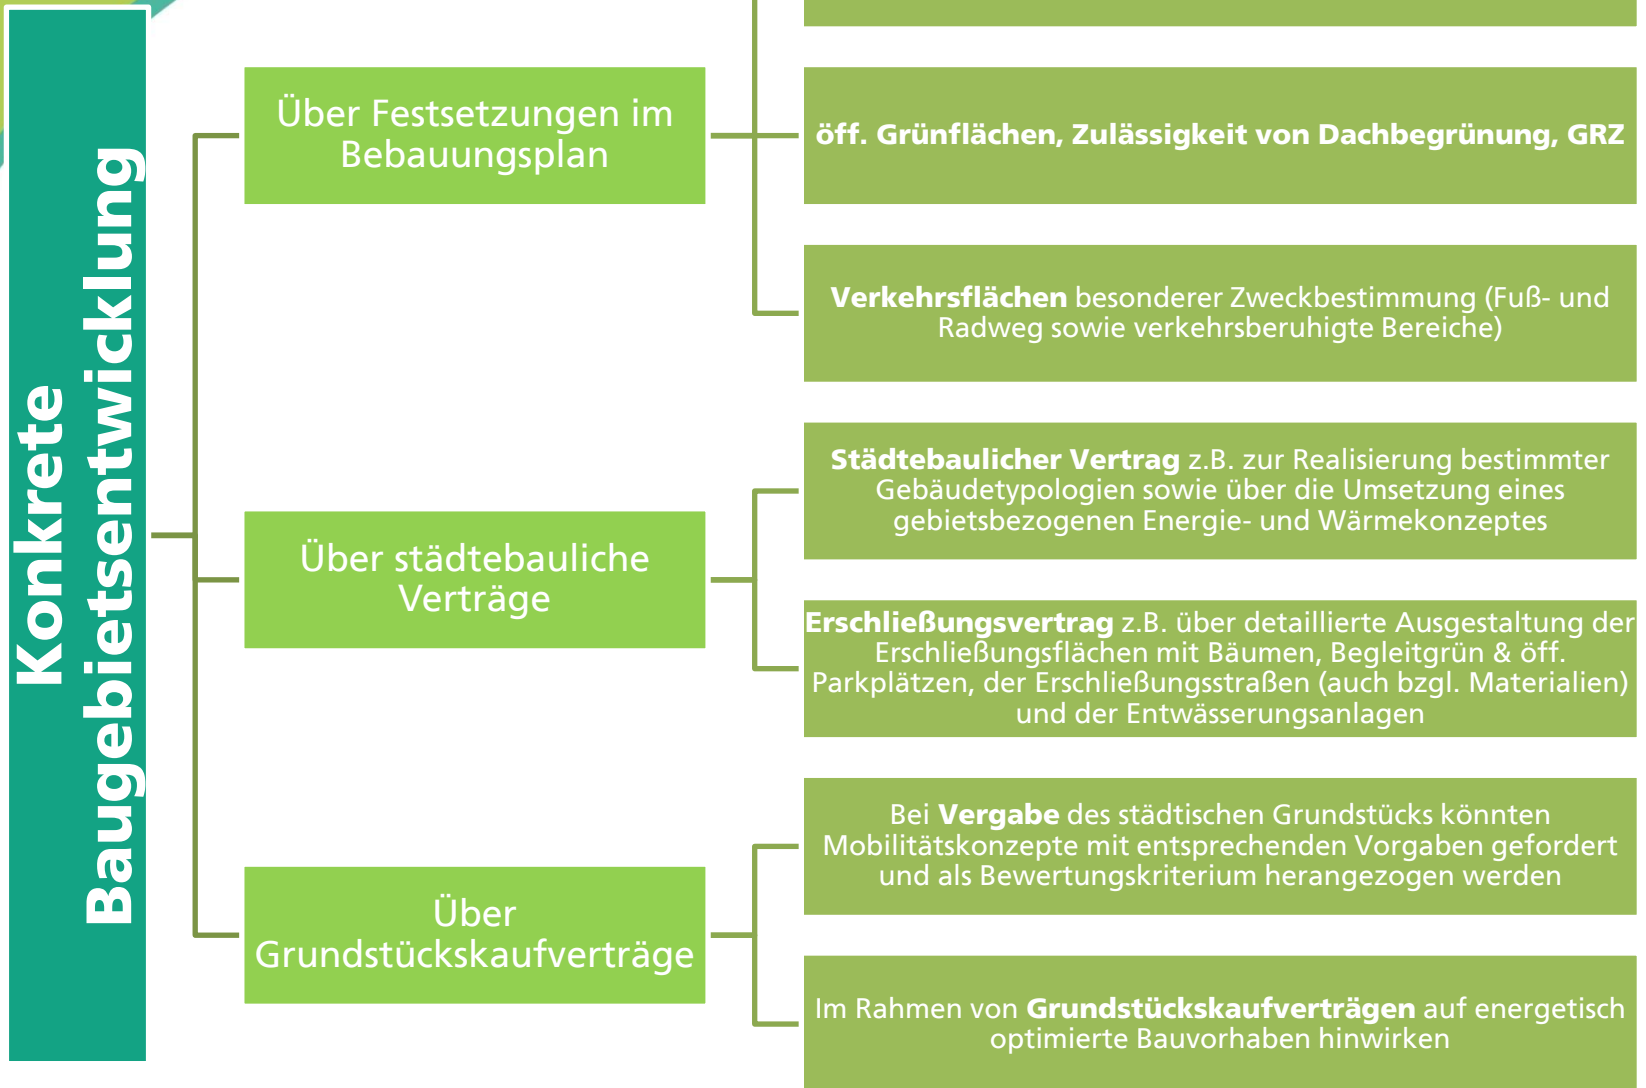 Konkrete
Baugebietsentwicklung
Über Festsetzungen im
Bebauungsplan
öff. Grünflächen, Zulässigkeit von Dachbegrünung, GRZ
Verkehrsflächen besonderer Zweckbestimmung (Fuß- und
Radweg sowie verkehrsberuhigte Bereiche)
Über städtebauliche
Verträge
Städtebaulicher Vertrag z.B. zur Realisierung bestimmter
Gebäudetypologien sowie über die Umsetzung eines
gebietsbezogenen Energie- und Wärmekonzeptes
Erschließungsvertrag z.B. über detaillierte Ausgestaltung der
Erschließungsflächen mit Bäumen, Begleitgrün & öff.
Parkplätzen, der Erschließungsstraßen (auch bzgl. Materialien)
und der Entwässerungsanlagen
Über
Grundstückskaufverträge
Bei Vergabe des städtischen Grundstücks könnten
Mobilitätskonzepte mit entsprechenden Vorgaben gefordert
und als Bewertungskriterium herangezogen werden
Im Rahmen von Grundstückskaufverträgen auf energetisch
optimierte Bauvorhaben hinwirken